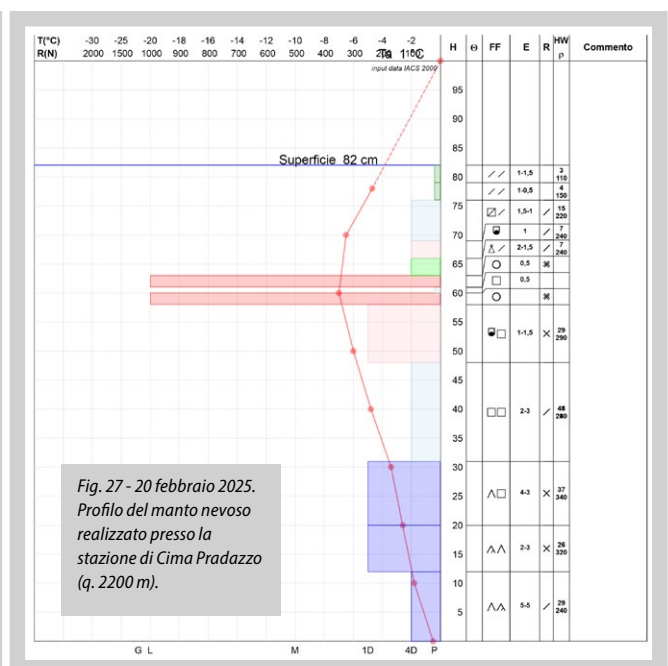 T(°C) -30 -25 -20 -18 -16 -14 -12 -10 -8 -6 -4 -2
R(N) 2000 1500 1000 900 800 700 600 500 400 300 200 100
Ta 1°C
input data IACS 2009
H Θ FF E R HW ρ Commento
95
90
85
Superficie 82 cm
80 1-1,5 3 110
1-0,5 4 150
75 1,5-1 15 220
70 1 7 240
2-1,5 7 240
65 0,5
0,5
60
55
1-1,5 29 290
50
45
40 2-3 48
35
30
25 4-3 37 340
20
15 2-3 26 320
10
5 5-5 29 240
G L M 1D 4D P
Fig. 27 - 20 febbraio 2025.
Profilo del manto nevoso
realizzato presso la
stazione di Cima Pradazzo
(q. 2200 m).